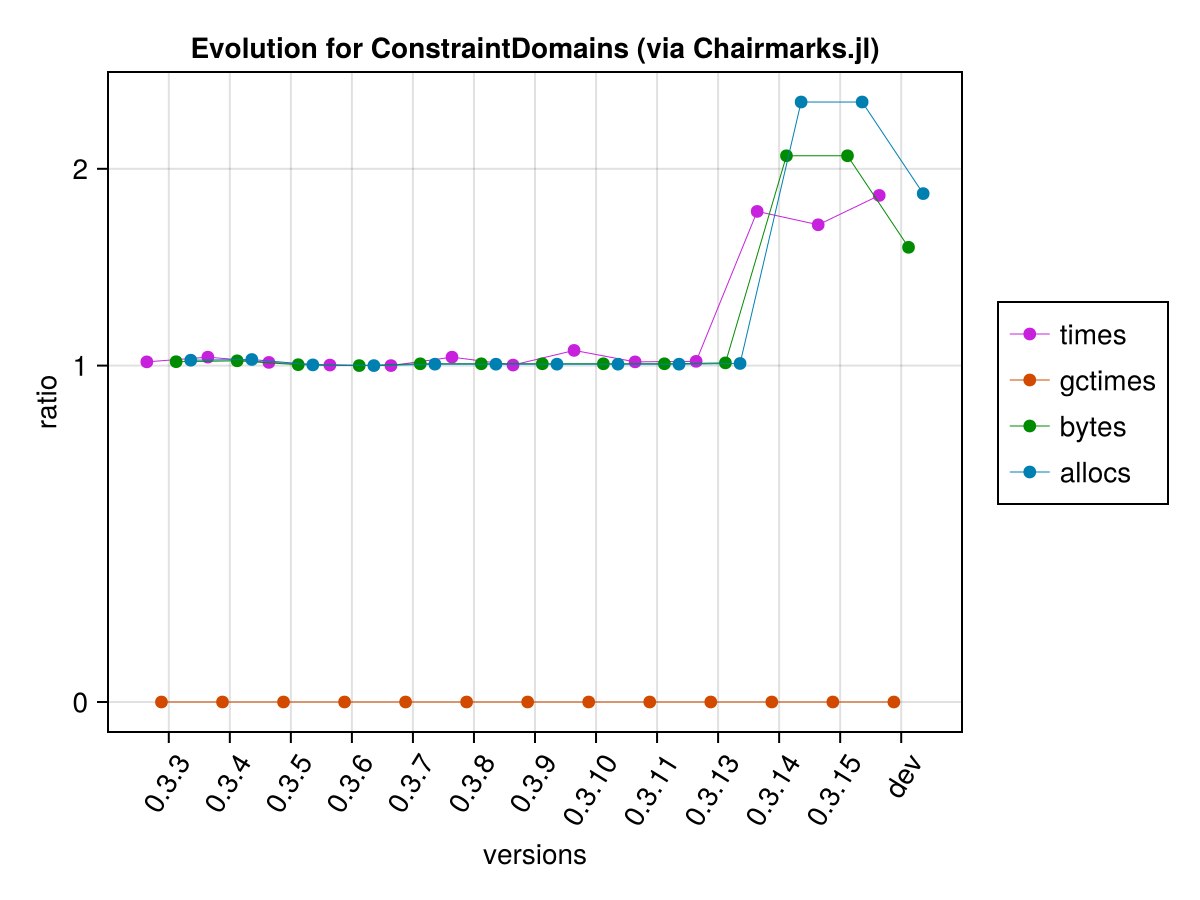 Evolution for ConstraintDomains (via Chairmarks.jl)
2
1
0
ratio
0.3.3
0.3.4
0.3.5
0.3.6
0.3.7
0.3.8
0.3.9
0.3.10
0.3.11
0.3.13
0.3.14
0.3.15
dev
versions
times
gctimes
bytes
allocs